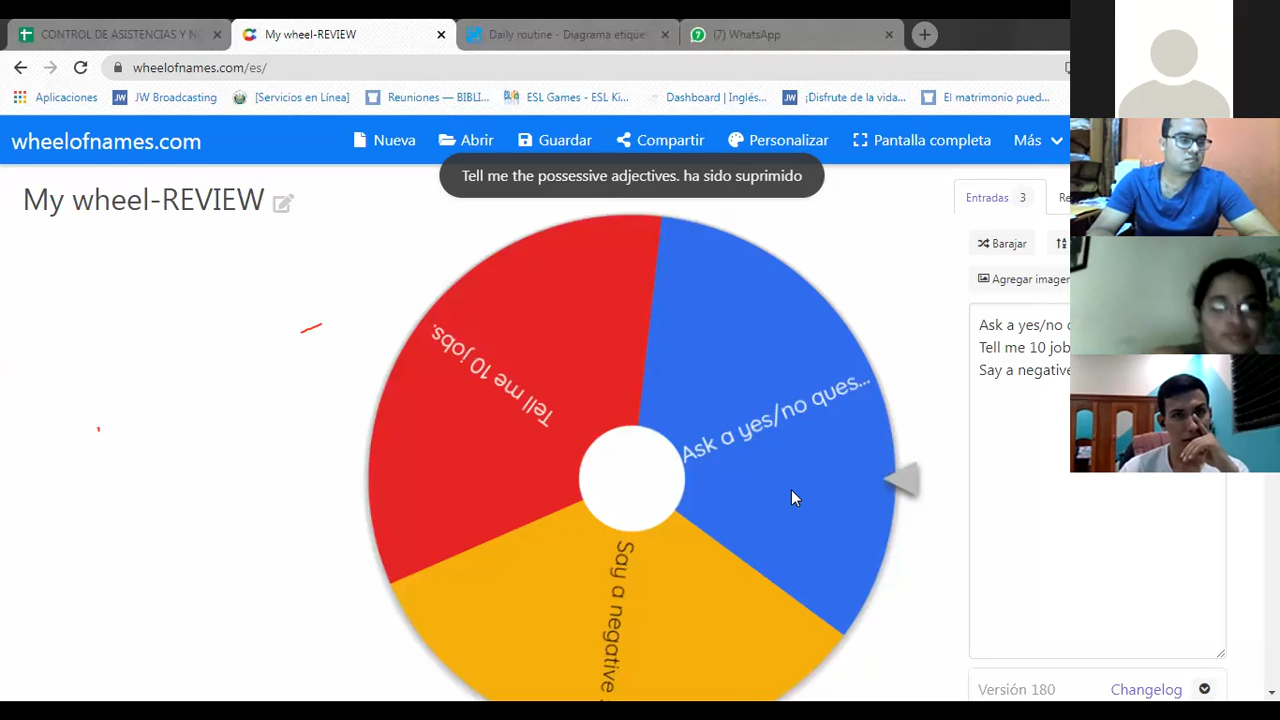 CONTROL DE ASISTENCIAS Y N
My wheel-REVIEW
Daily routine - Diagrama etique
(7) WhatsApp
wheelofnames.com/es/
Aplicaciones
JW Broadcasting
[Servicios en Línea]
Reuniones — BIBLI...
ESL Games - ESL Ki...
Dashboard | Inglés...
¡Disfrute de la vida...
El matrimonio pued...
wheelofnames.com
Nueva
Abrir
Guardar
Compartir
Personalizar
Pantalla completa
Más
Tell me the possessive adjectives. ha sido suprimido
My wheel-REVIEW
Entradas 3
Re
Barajar
Agregar imagen
Ask a yes/no
Tell me 10 job
Say a negative
Tell me 10 jobs.
Ask a yes/no ques...
Say a negative
Versión 180
Changelog